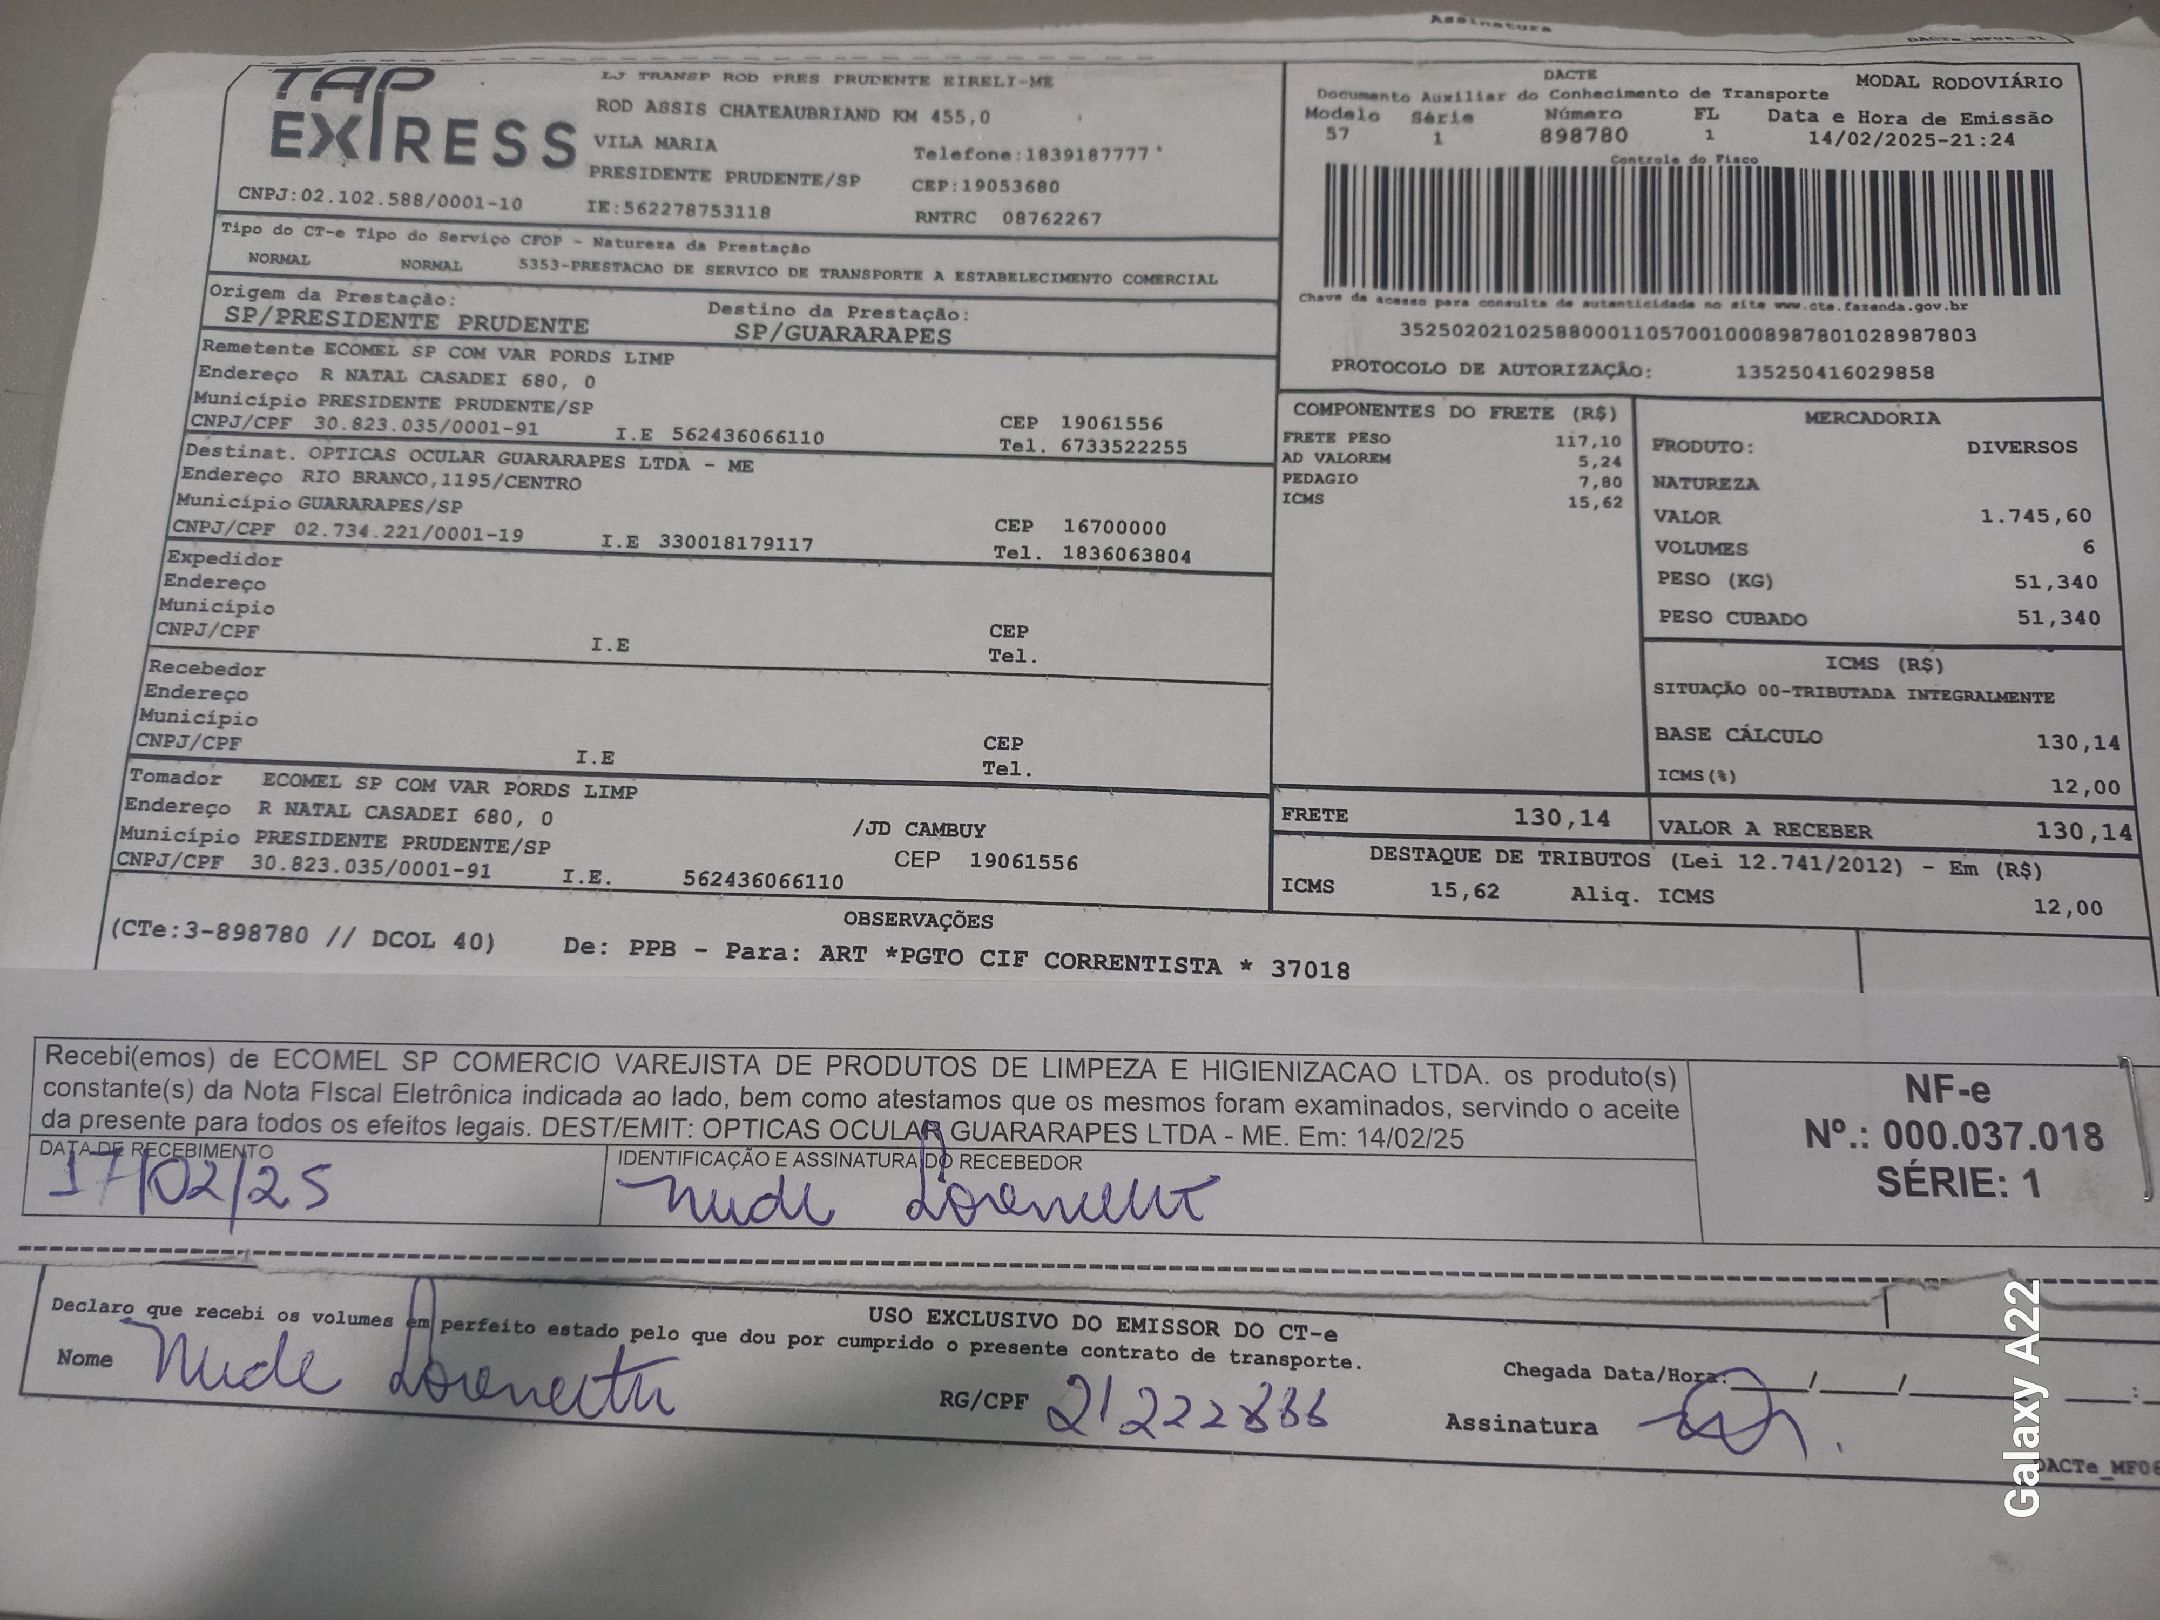 Assinatura
TAP EXPRESS
LJ TRANSP ROD PRES PRUDENTE EIRELI-ME
ROD ASSIS CHATEAUBRIAND KM 455,0
VILA MARIA Telefone:1839187777
PRESIDENTE PRUDENTE/SP CEP:19053680
CNPJ:02.102.588/0001-10 IE:562278753118 RNTRC 08762267
DACTE MODAL RODOVIÁRIO
Documento Auxiliar do Conhecimento de Transporte
Modelo Série Número FL Data e Hora de Emissão
57 1 898780 1 14/02/2025-21:24
Controle do Fisco
Chave de acesso para consulta de autenticidade no site www.cte.fazenda.gov.br
35250202102588000110570010008987801028987803
PROTOCOLO DE AUTORIZAÇÃO: 135250416029858
Tipo do CT-e Tipo do Serviço CFOP - Natureza da Prestação
NORMAL NORMAL 5353-PRESTACAO DE SERVICO DE TRANSPORTE A ESTABELECIMENTO COMERCIAL
Origem da Prestação: Destino da Prestação:
SP/PRESIDENTE PRUDENTE SP/GUARARAPES
Remetente ECOMEL SP COM VAR PORDS LIMP
Endereço R NATAL CASADEI 680, 0
Município PRESIDENTE PRUDENTE/SP CEP 19061556
CNPJ/CPF 30.823.035/0001-91 I.E 562436066110 Tel. 6733522255
Destinat. OPTICAS OCULAR GUARARAPES LTDA - ME
Endereço RIO BRANCO,1195/CENTRO
Município GUARARAPES/SP CEP 16700000
CNPJ/CPF 02.734.221/0001-19 I.E 330018179117 Tel. 1836063804
Expedidor
Endereço
Município CEP
CNPJ/CPF I.E Tel.
Recebedor
Endereço
Município CEP
CNPJ/CPF I.E Tel.
Tomador ECOMEL SP COM VAR PORDS LIMP
Endereço R NATAL CASADEI 680, 0 /JD CAMBUY
Município PRESIDENTE PRUDENTE/SP CEP 19061556
CNPJ/CPF 30.823.035/0001-91 I.E. 562436066110
COMPONENTES DO FRETE (R$)
FRETE PESO 117,10
AD VALOREM 5,24
PEDAGIO 7,80
ICMS 15,62
MERCADORIA
PRODUTO: DIVERSOS
NATUREZA
VALOR 1.745,60
VOLUMES 6
PESO (KG) 51,340
PESO CUBADO 51,340
ICMS (R$)
SITUAÇÃO 00-TRIBUTADA INTEGRALMENTE
BASE CÁLCULO 130,14
ICMS(%) 12,00
FRETE 130,14 VALOR A RECEBER 130,14
DESTAQUE DE TRIBUTOS (Lei 12.741/2012) - Em (R$)
ICMS 15,62 Aliq. ICMS 12,00
OBSERVAÇÕES
(CTe:3-898780 // DCOL 40) De: PPB - Para: ART *PGTO CIF CORRENTISTA * 37018
Recebi(emos) de ECOMEL SP COMERCIO VAREJISTA DE PRODUTOS DE LIMPEZA E HIGIENIZACAO LTDA. os produto(s)
constante(s) da Nota FIscal Eletrônica indicada ao lado, bem como atestamos que os mesmos foram examinados, servindo o aceite
da presente para todos os efeitos legais. DEST/EMIT: OPTICAS OCULAR GUARARAPES LTDA - ME. Em: 14/02/25
DATA DE RECEBIMENTO IDENTIFICAÇÃO E ASSINATURA DO RECEBEDOR
17/02/25
NF-e
Nº.: 000.037.018
SÉRIE: 1
USO EXCLUSIVO DO EMISSOR DO CT-e
Declaro que recebi os volumes em perfeito estado pelo que dou por cumprido o presente contrato de transporte.
Nome RG/CPF Chegada Data/Hora: / / :
Assinatura
DACTe_MF06
Galaxy A22